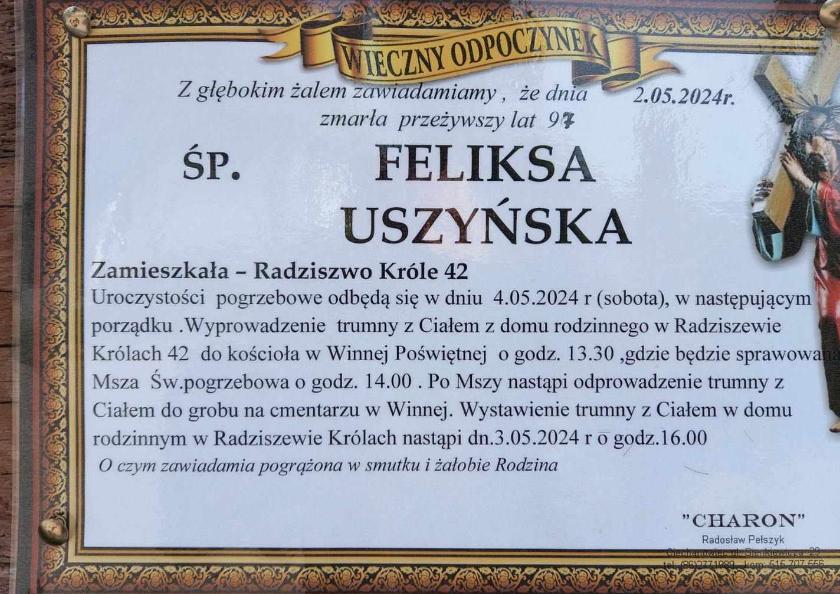 WIECZNY ODPOCZYNEK
Z głębokim żalem zawiadamiamy , że dnia 2.05.2024r.
zmarła przeżywszy lat 97
ŚP. FELIKSA
USZYŃSKA
Zamieszkała – Radziszwo Króle 42
Uroczystości pogrzebowe odbędą się w dniu 4.05.2024 r (sobota), w następującym
porządku .Wyprowadzenie trumny z Ciałem z domu rodzinnego w Radziszewie
Królach 42 do kościoła w Winnej Poświętnej o godz. 13.30 ,gdzie będzie sprawowana
Msza Św.pogrzebowa o godz. 14.00 . Po Mszy nastąpi odprowadzenie trumny z
Ciałem do grobu na cmentarzu w Winnej. Wystawienie trumny z Ciałem w domu
rodzinnym w Radziszewie Królach nastąpi dn.3.05.2024 r o godz.16.00
O czym zawiadamia pogrążona w smutku i żałobie Rodzina
"CHARON"
Radosław Pełszyk
Ciechanowiec ul.
tel. kom.